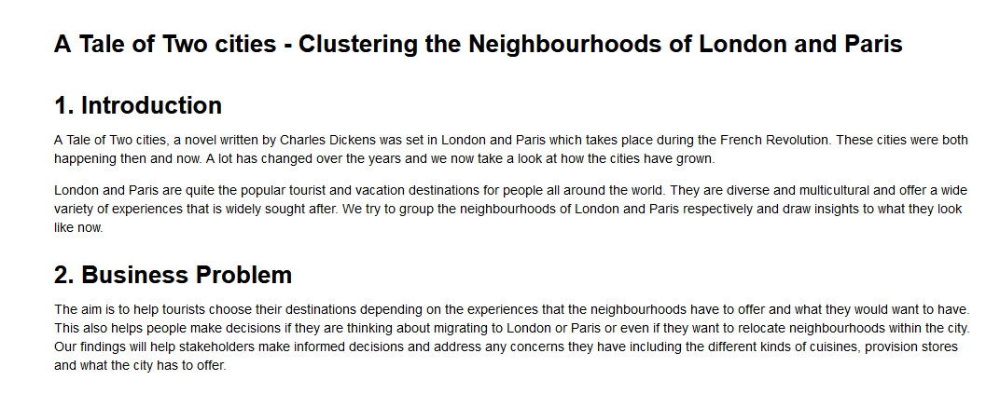 A Tale of Two cities - Clustering the Neighbourhoods of London and Paris
1. Introduction
A Tale of Two cities, a novel written by Charles Dickens was set in London and Paris which takes place during the French Revolution. These cities were both
happening then and now. A lot has changed over the years and we now take a look at how the cities have grown.
London and Paris are quite the popular tourist and vacation destinations for people all around the world. They are diverse and multicultural and offer a wide
variety of experiences that is widely sought after. We try to group the neighbourhoods of London and Paris respectively and draw insights to what they look
like now.
2. Business Problem
The aim is to help tourists choose their destinations depending on the experiences that the neighbourhoods have to offer and what they would want to have.
This also helps people make decisions if they are thinking about migrating to London or Paris or even if they want to relocate neighbourhoods within the city.
Our findings will help stakeholders make informed decisions and address any concerns they have including the different kinds of cuisines, provision stores
and what the city has to offer.